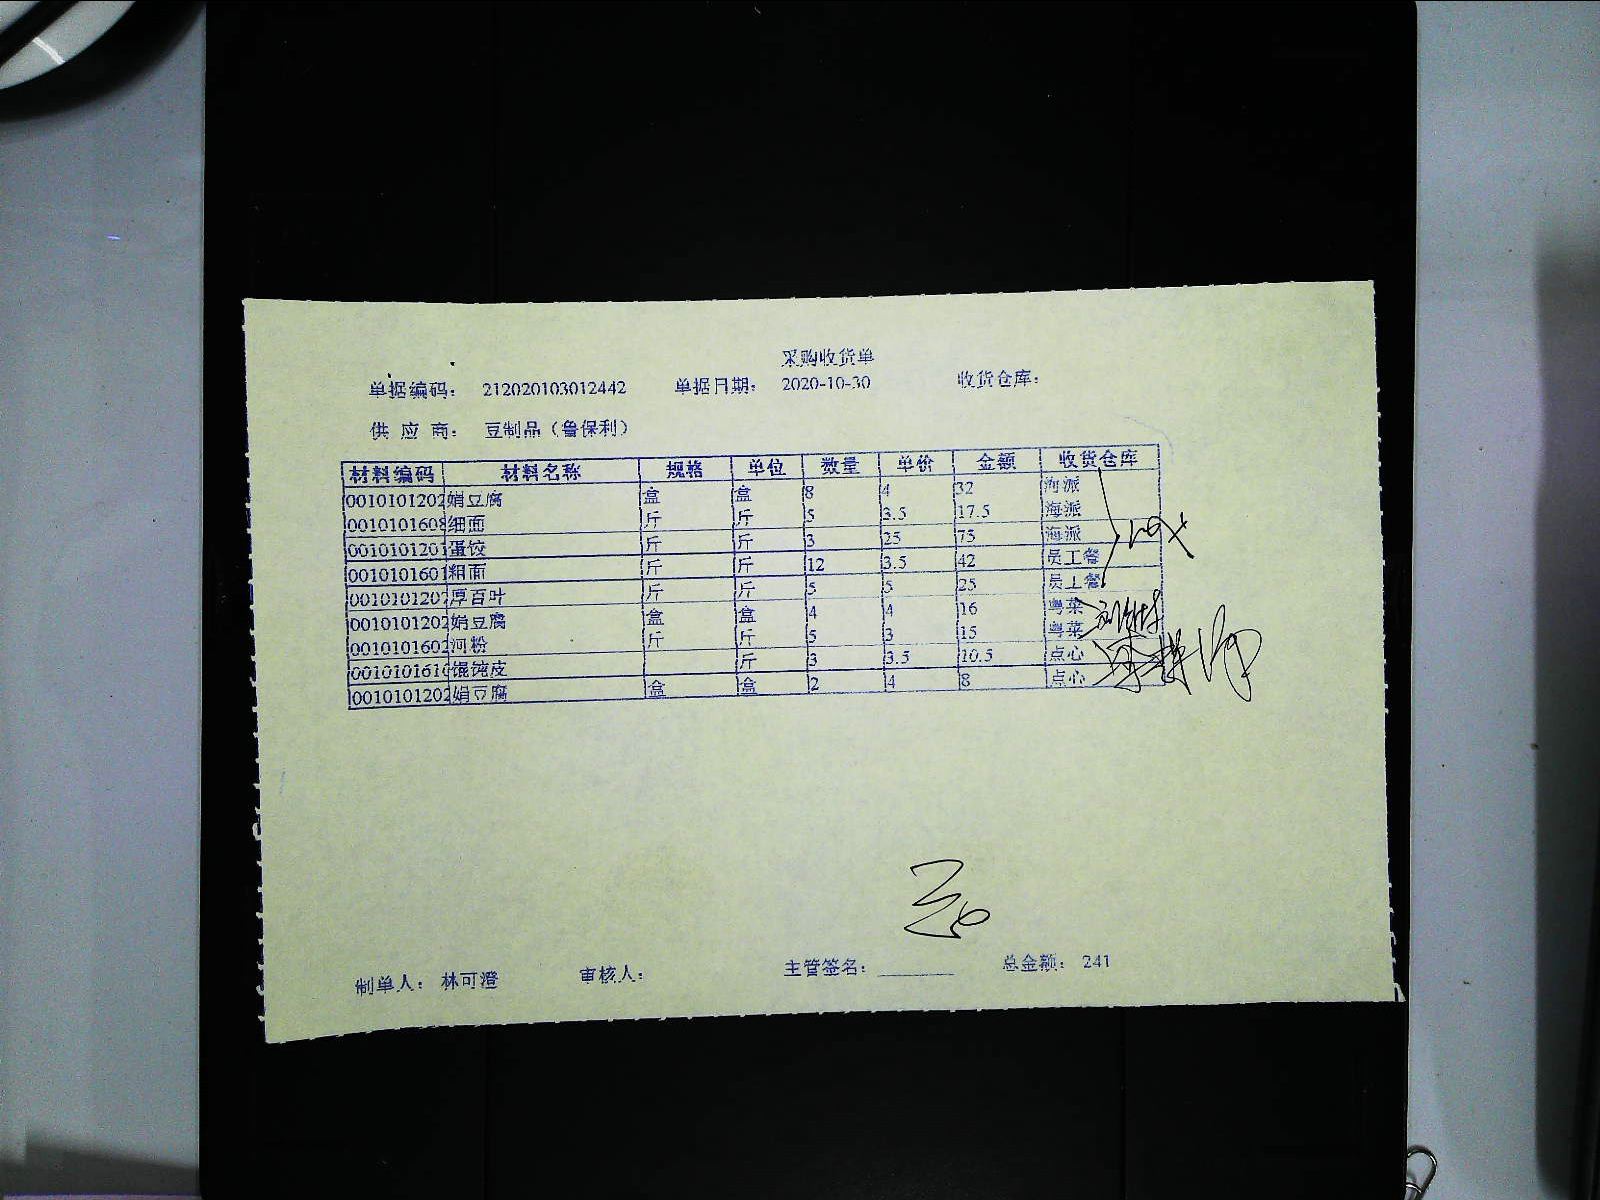 采购收货单
单据编码： 212020103012442 单据日期： 2020-10-30 收货仓库：
供 应 商： 豆制品（鲁保利）
材料编码 材料名称 规格 单位 数量 单价 金额 收货仓库
0010101202 娟豆腐 盒 盒 8 4 32 海派
0010101608 细面 斤 斤 5 3.5 17.5 海派
0010101201 蛋饺 斤 斤 3 25 75 海派
0010101601 粗面 斤 斤 12 3.5 42 员工餐
0010101207 厚百叶 斤 斤 5 5 25 员工餐
0010101202 娟豆腐 盒 盒 4 4 16 粤菜
0010101602 河粉 斤 斤 5 3 15 粤菜
0010101610 馄饨皮 斤 3 3.5 10.5 点心
0010101202 娟豆腐 盒 盒 2 4 8 点心
制单人： 林可澄 审核人： 主管签名： 总金额： 241